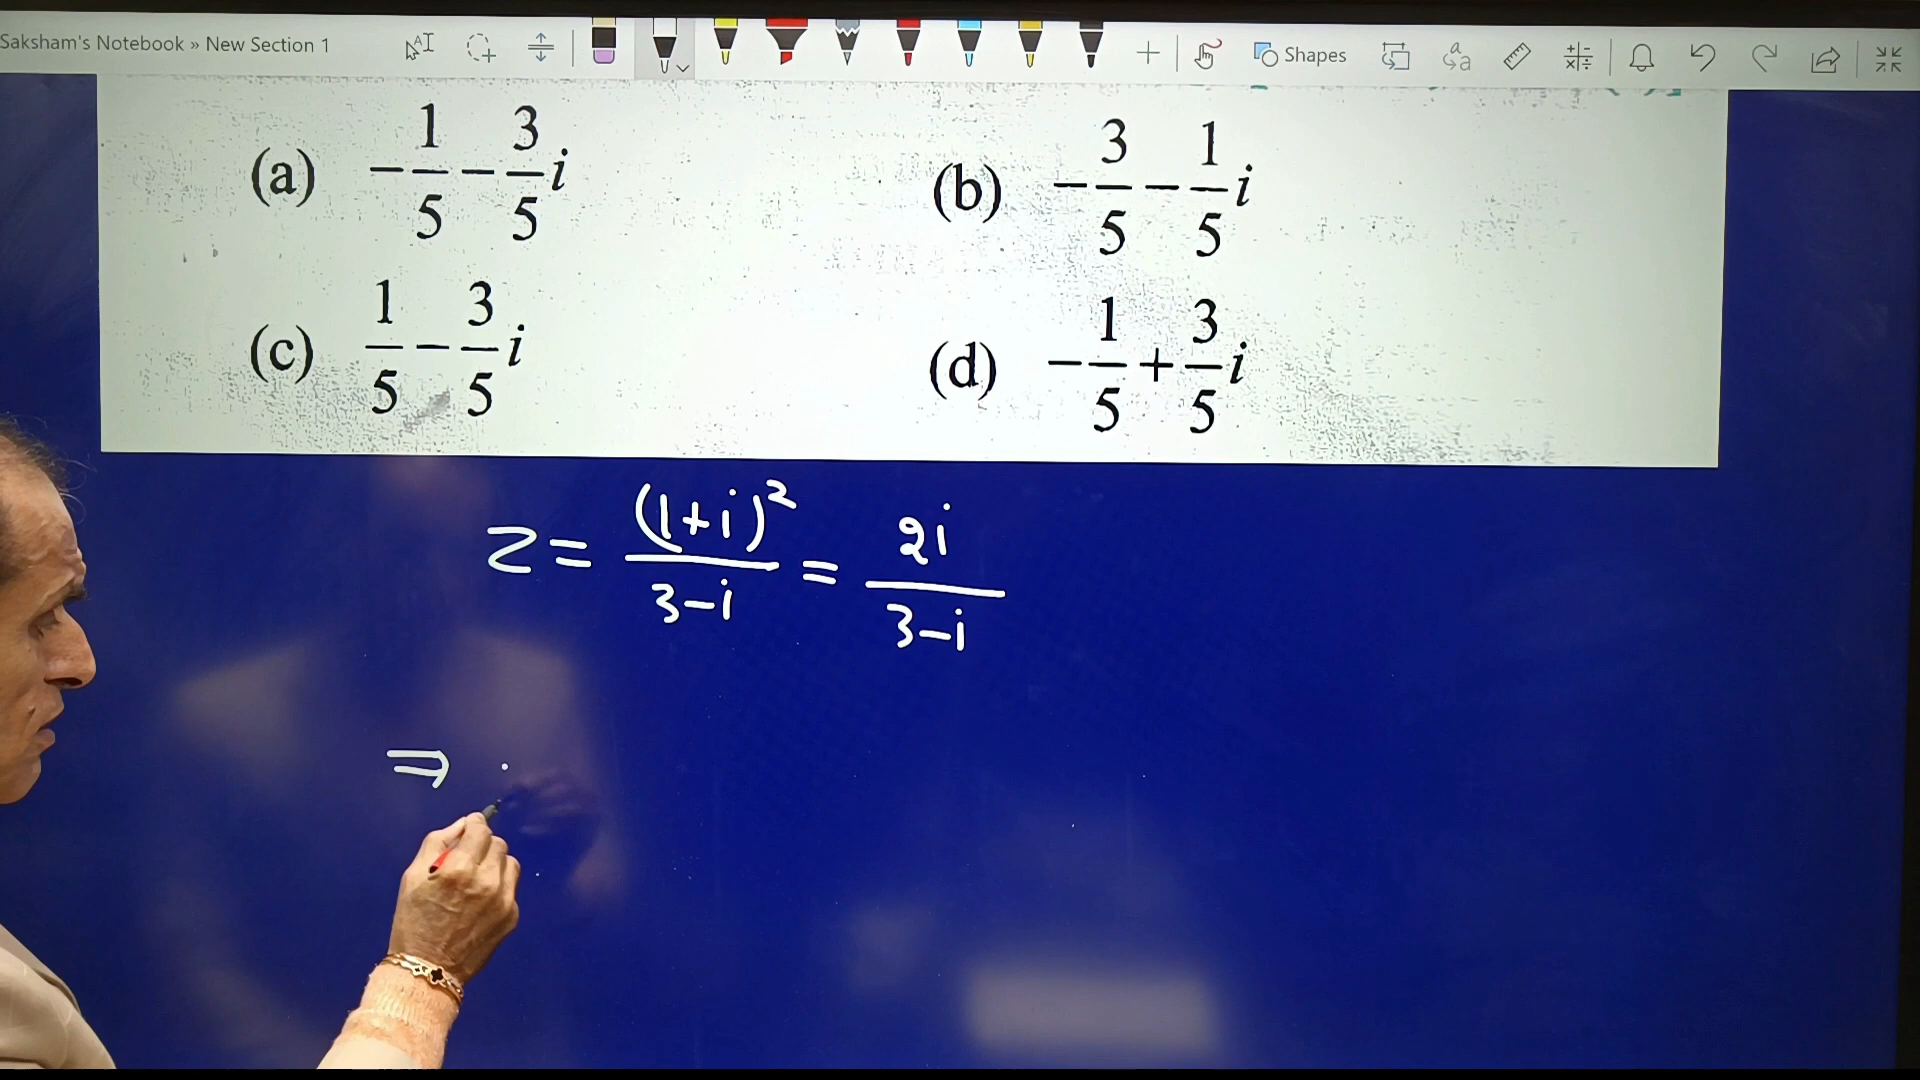 Saksham's Notebook » New Section 1
Shapes
(a) -1/5 - 3/5 i
(b) -3/5 - 1/5 i
(c) 1/5 - 3/5 i
(d) -1/5 + 3/5 i
z = (1+i)² / 3-i = 2i / 3-i
⇒